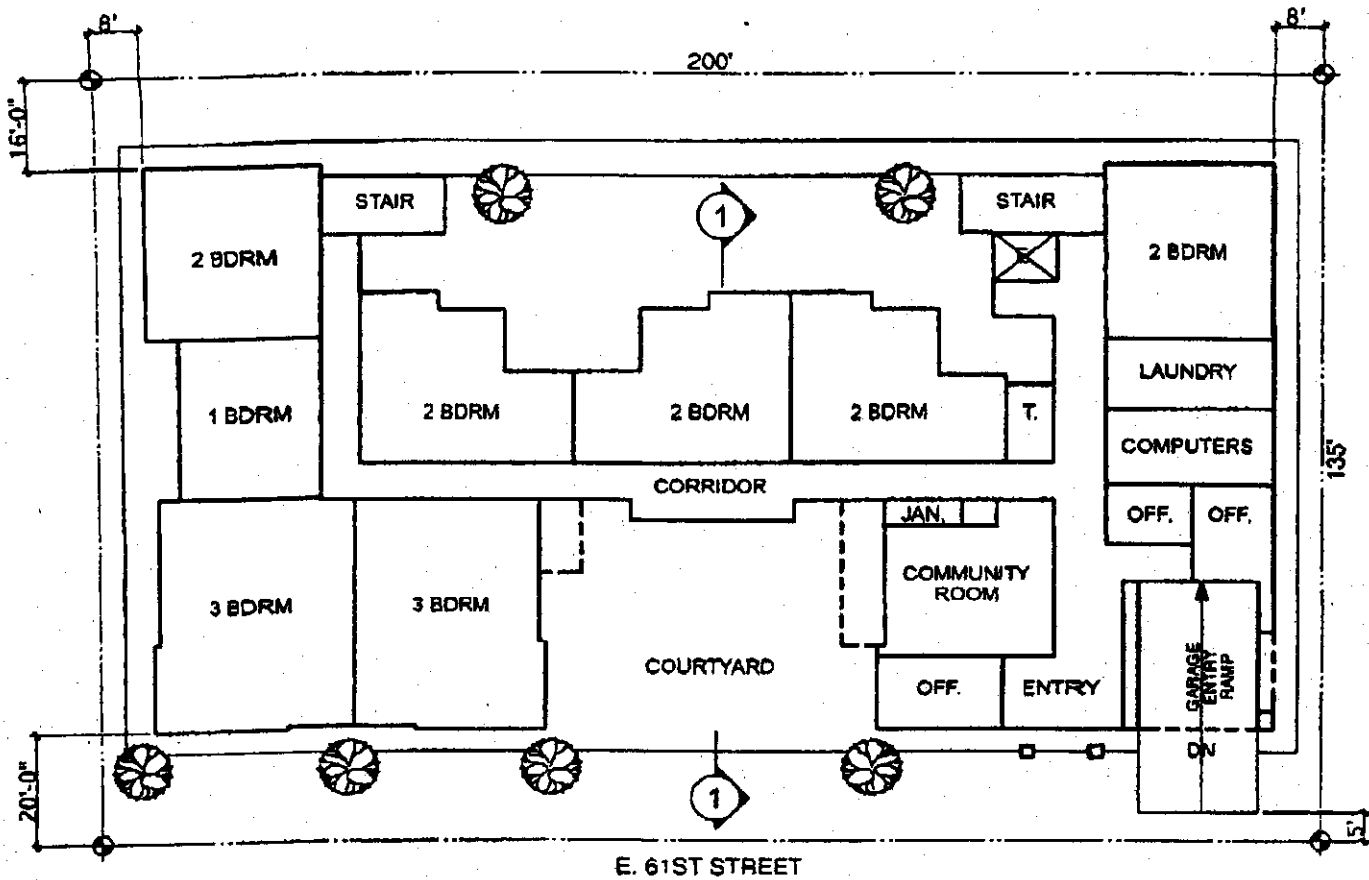 8'
8'
200'
16'-0"
STAIR
STAIR
1
2 BDRM
2 BDRM
E
LAUNDRY
1 BDRM
2 BDRM
2 BDRM
2 BDRM
T.
COMPUTERS
135'
CORRIDOR
JAN.
OFF.
OFF.
COMMUNITY
ROOM
3 BDRM
3 BDRM
COURTYARD
OFF.
ENTRY
GARAGE
ENTRY
RAMP
DN
20'-0"
1
5'
E. 61ST STREET